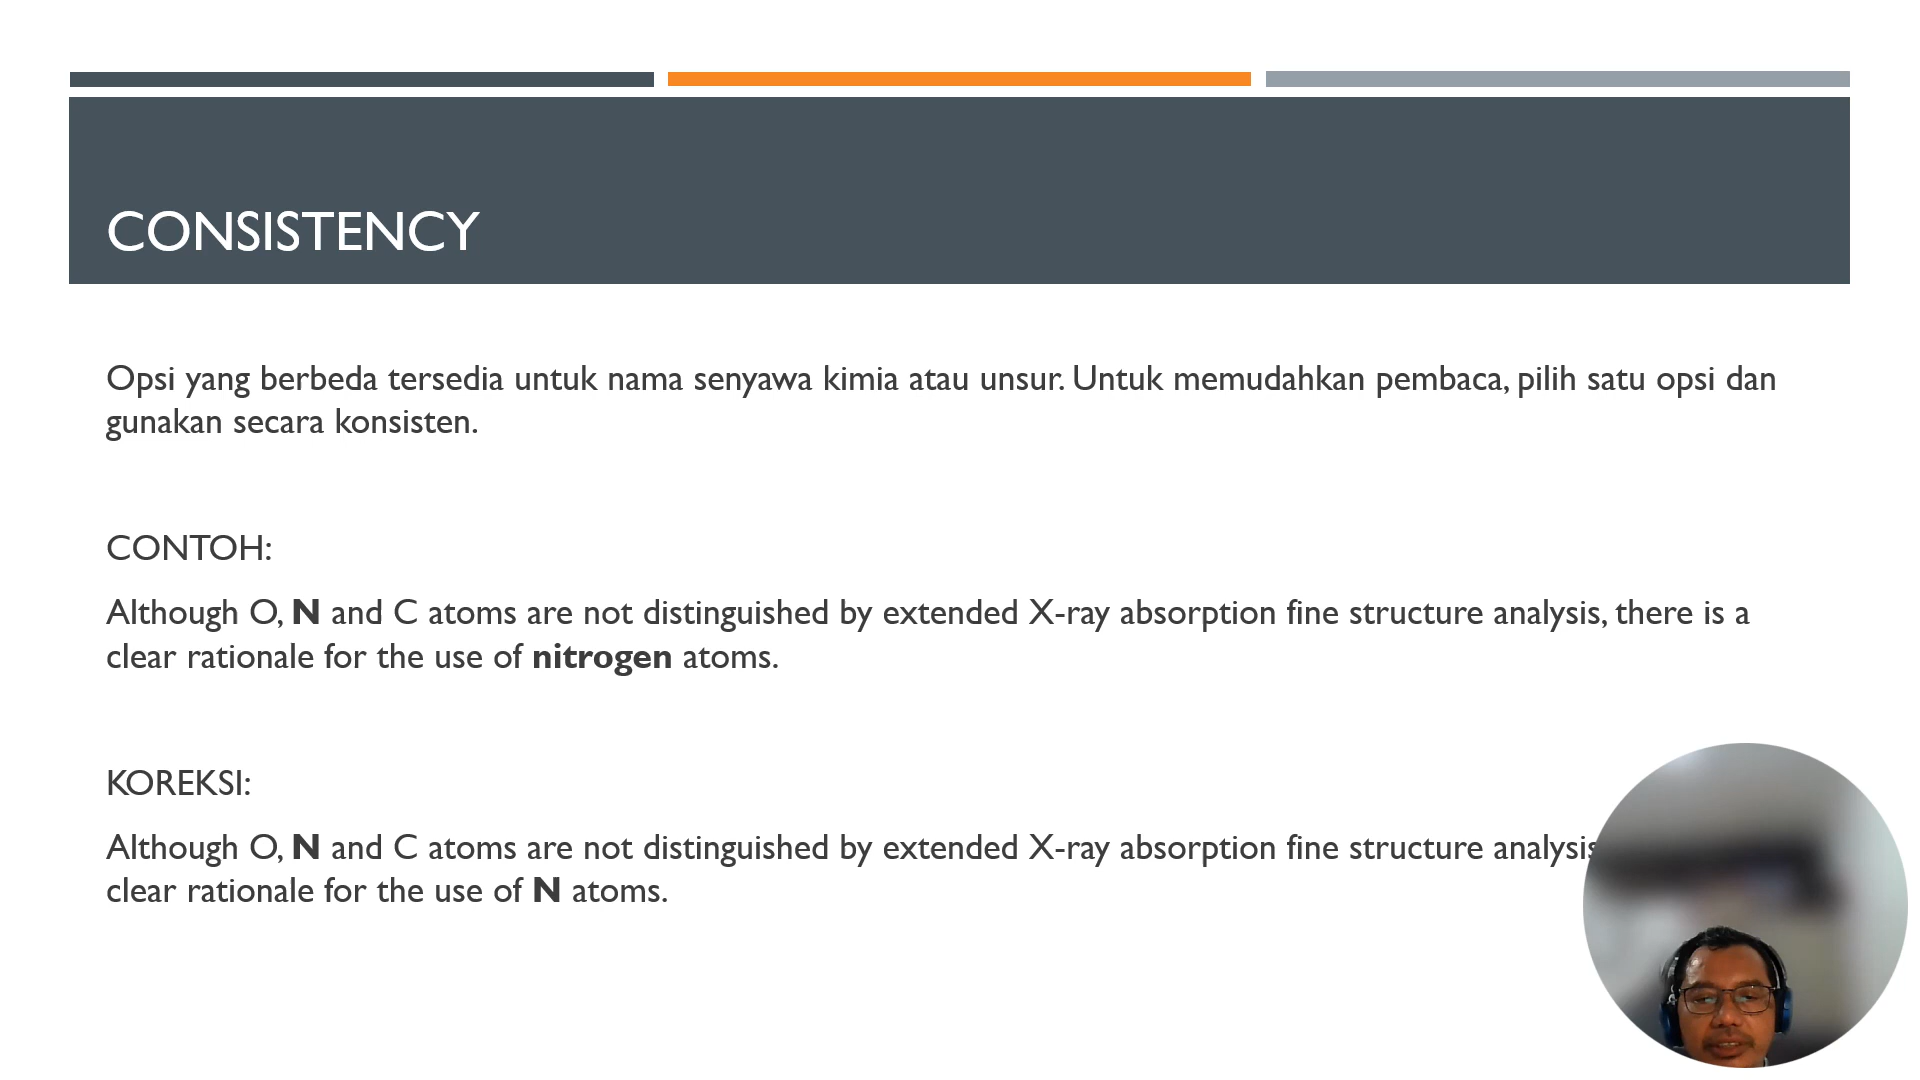 CONSISTENCY
Opsi yang berbeda tersedia untuk nama senyawa kimia atau unsur. Untuk memudahkan pembaca, pilih satu opsi dan
gunakan secara konsisten.
CONTOH:
Although O, N and C atoms are not distinguished by extended X-ray absorption fine structure analysis, there is a
clear rationale for the use of nitrogen atoms.
KOREKSI:
Although O, N and C atoms are not distinguished by extended X-ray absorption fine structure analysis
clear rationale for the use of N atoms.